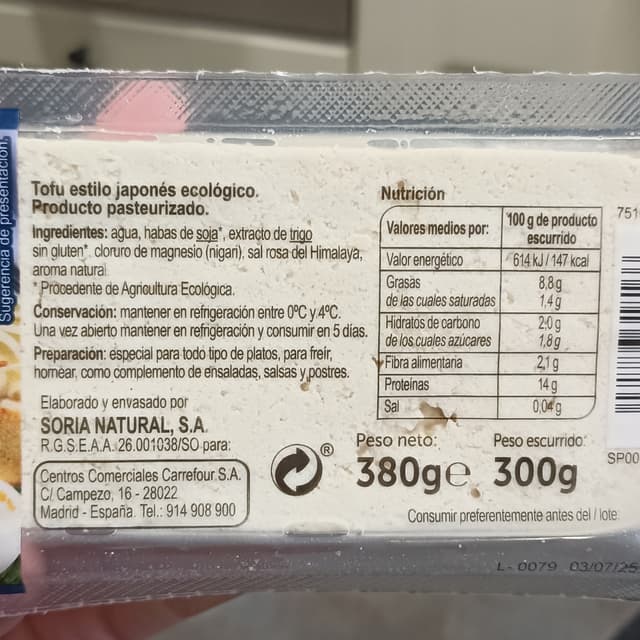 Sugerencia de presentación
Tofu estilo japonés ecológico.
Producto pasteurizado.
Ingredientes: agua, habas de soja*, extracto de trigo
sin gluten*, cloruro de magnesio (nigari), sal rosa del Himalaya,
aroma natural.
* Procedente de Agricultura Ecológica.
Conservación: mantener en refrigeración entre 0ºC y 4ºC.
Una vez abierto mantener en refrigeración y consumir en 5 días.
Preparación: especial para todo tipo de platos, para freír,
hornear, como complemento de ensaladas, salsas y postres.
Elaborado y envasado por
SORIA NATURAL, S.A.
R.G.S.E.A.A. 26.001038/SO para:
Centros Comerciales Carrefour S.A.
C/ Campezo, 16 - 28022
Madrid - España. Tel.: 914 908 900
Nutrición
Valores medios por: 100 g de producto escurrido
Valor energético 614 kJ / 147 kcal
Grasas 8,8 g
de las cuales saturadas 1,4 g
Hidratos de carbono 2,0 g
de los cuales azúcares 1,8 g
Fibra alimentaria 2,1 g
Proteínas 14 g
Sal 0,04 g
®
Peso neto: Peso escurrido:
380g℮ 300g
Consumir preferentemente antes del / lote:
L-0079 03/07/25
751
SP00